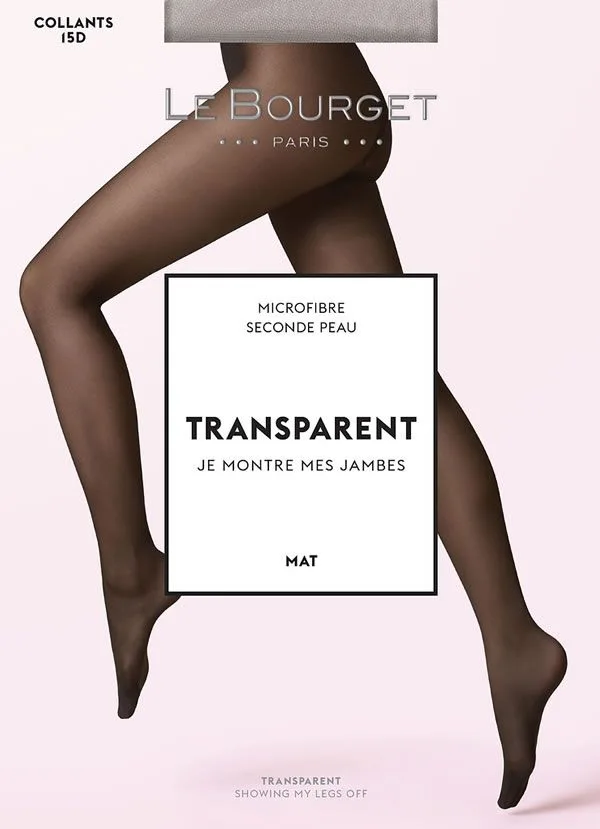 COLLANTS
15D
LE BOURGET
PARIS
MICROFIBRE
SECONDE PEAU
TRANSPARENT
JE MONTRE MES JAMBES
MAT
TRANSPARENT
SHOWING MY LEGS OFF